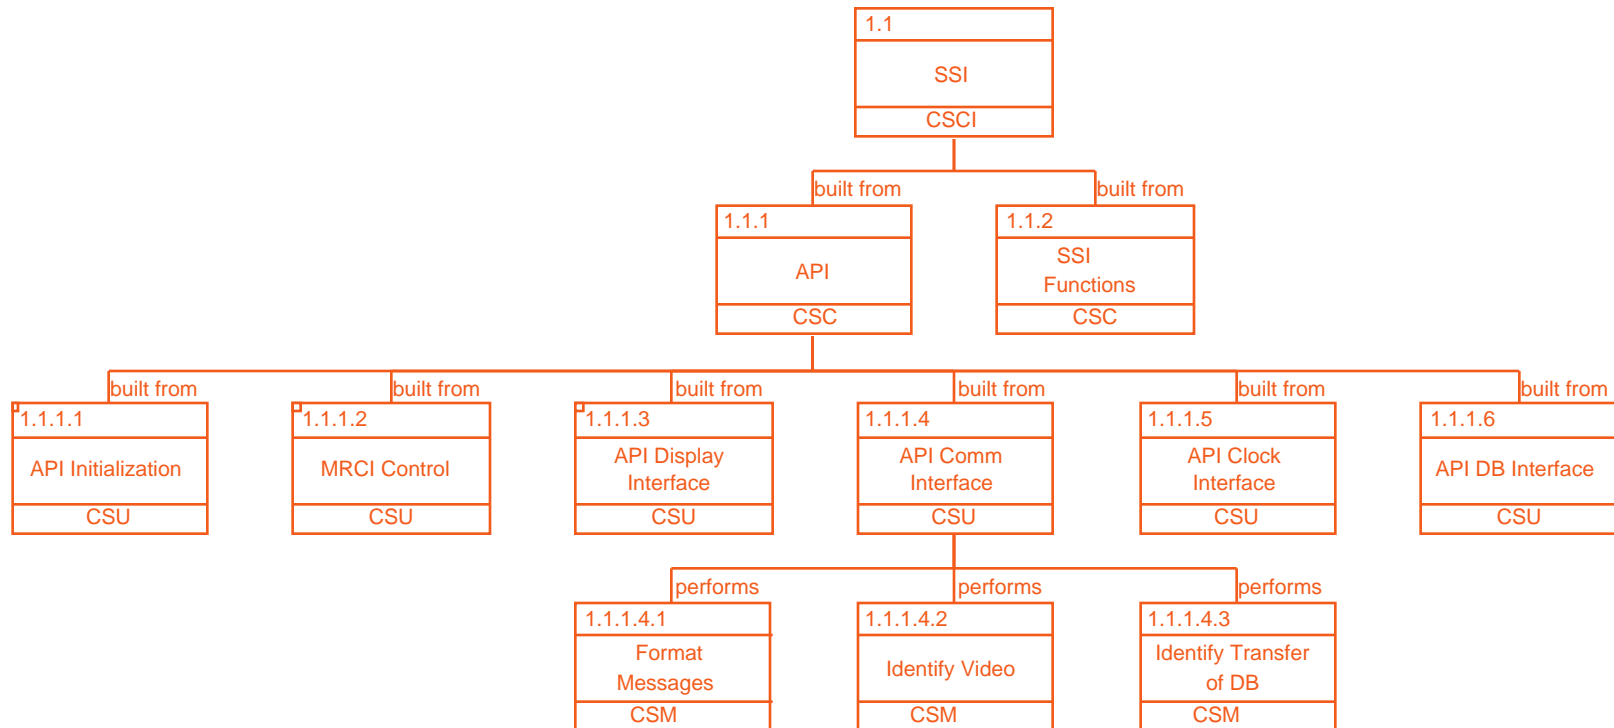 1.1
SSI
CSCI
built from
built from
1.1.1
API
CSC
1.1.2
SSI
Functions
CSC
built from
built from
built from
built from
built from
built from
1.1.1.1
API Initialization
CSU
1.1.1.2
MRCI Control
CSU
1.1.1.3
API Display
Interface
CSU
1.1.1.4
API Comm
Interface
CSU
1.1.1.5
API Clock
Interface
CSU
1.1.1.6
API DB Interface
CSU
performs
performs
performs
1.1.1.4.1
Format
Messages
CSM
1.1.1.4.2
Identify Video
CSM
1.1.1.4.3
Identify Transfer
of DB
CSM